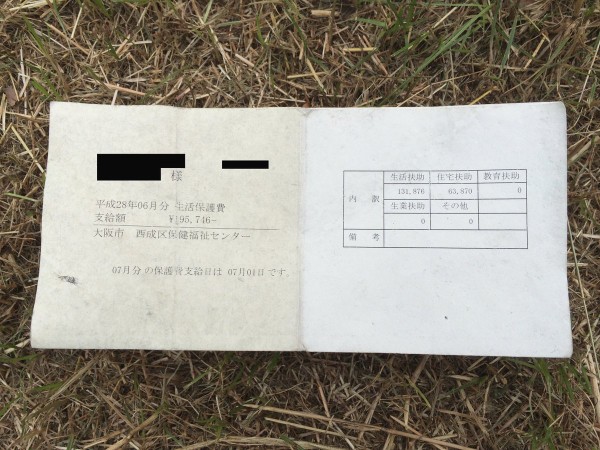 様
平成28年06月分 生活保護費
支給額 ¥195,746−
大阪市 西成区保健福祉センター
07月分 の保護費支給日は 07月01日 です。
内 訳
生活扶助 住宅扶助 教育扶助
131,876 63,870 0
生業扶助 その他
0 0
備 考